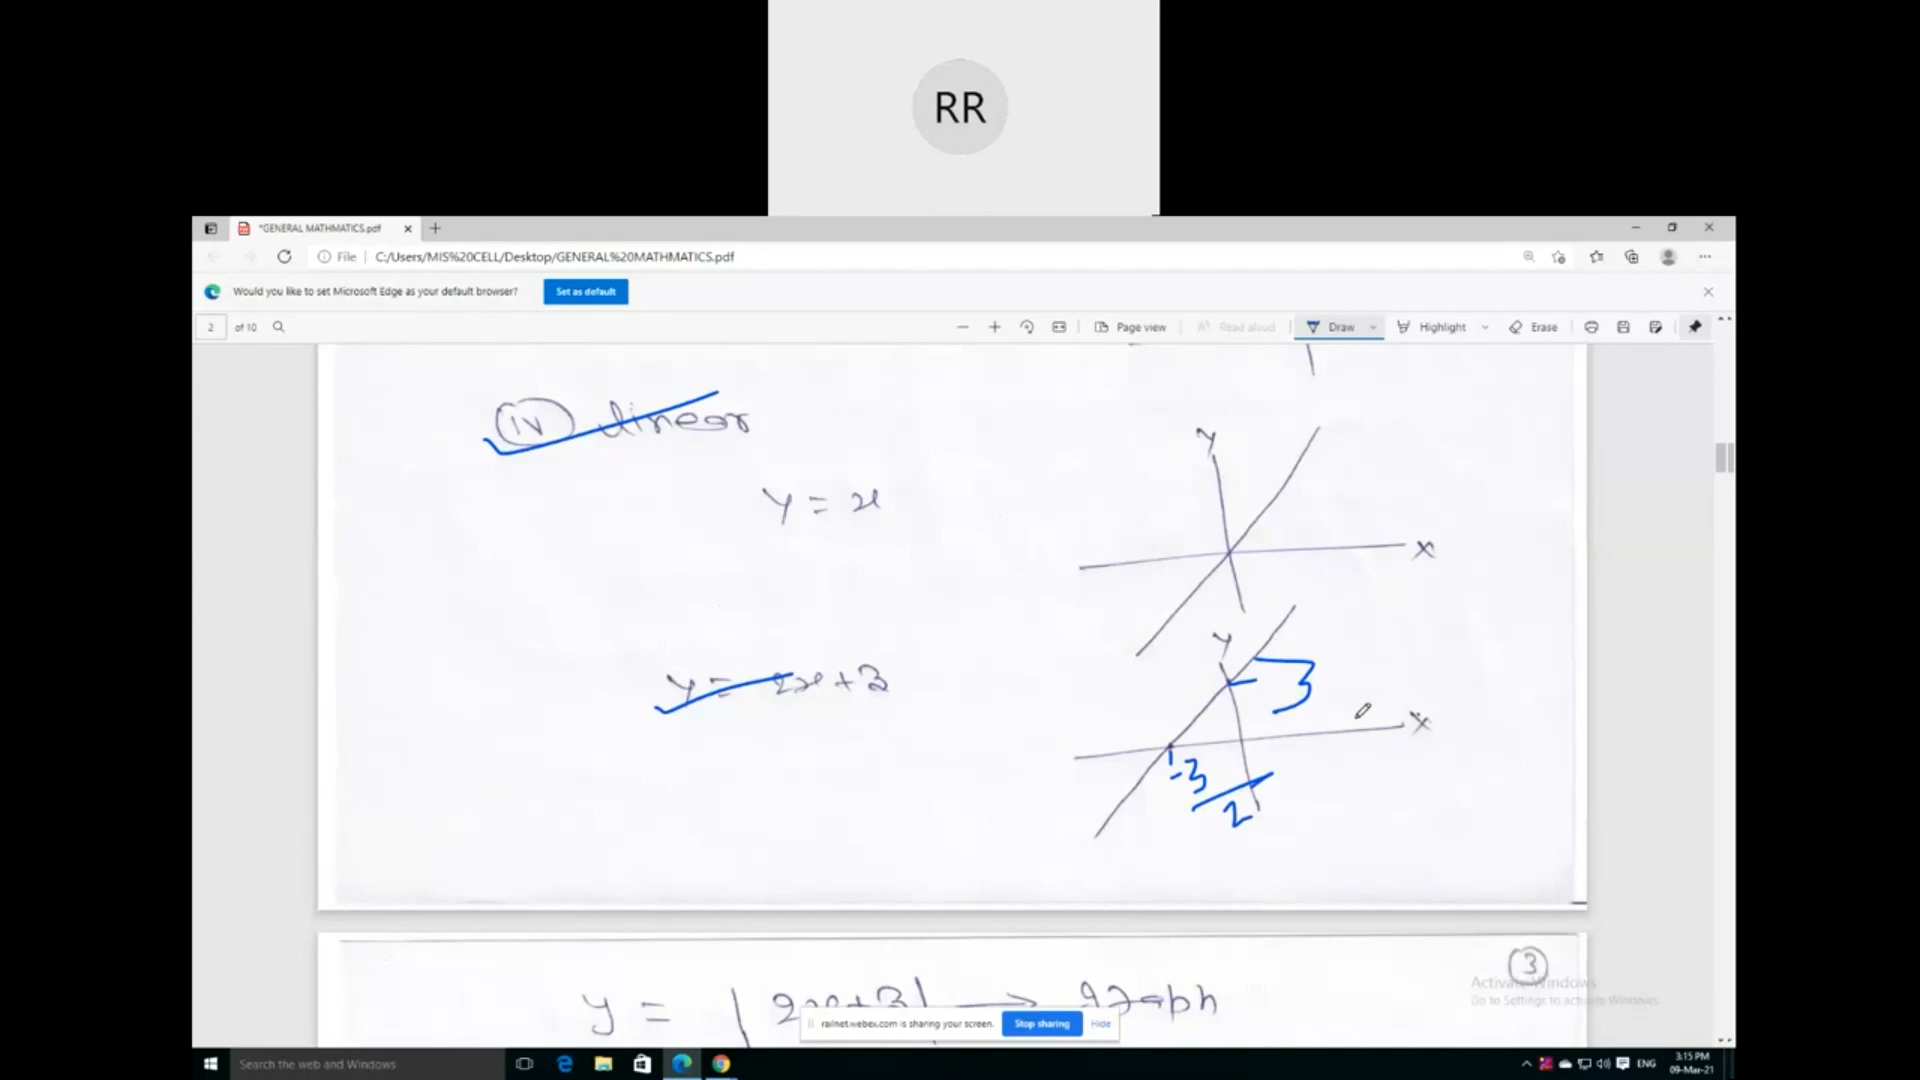 RR
*GENERAL MATHMATICS.pdf
File C:/Users/MIS%20CELL/Desktop/GENERAL%20MATHMATICS.pdf
Would you like to set Microsoft Edge as your default browser? Set as default
2 of 10 Page view Read aloud Draw Highlight Erase
(iv) linear
y
y = x
x
y
y = 2x+3
3
x
-3
2
3
y = |2x+3| → graph
Activate Windows
Go to Settings to activate Windows.
railnet.webex.com is sharing your screen. Stop sharing Hide
Search the web and Windows
ENG
3:15 PM
09-Mar-21